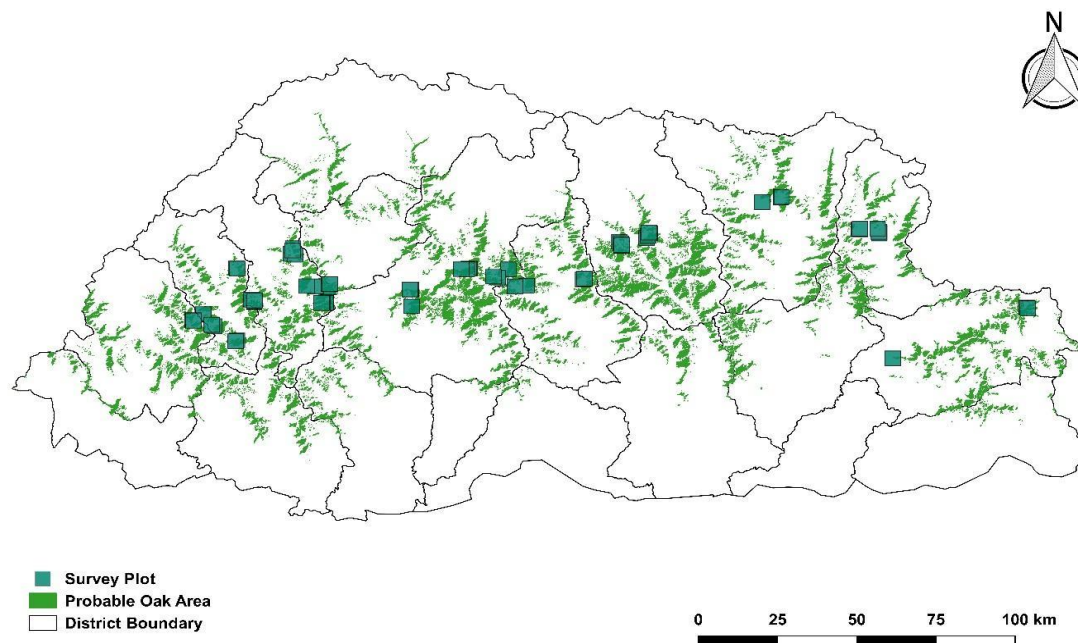 N
Survey Plot
Probable Oak Area
District Boundary
0 25 50 75 100 km